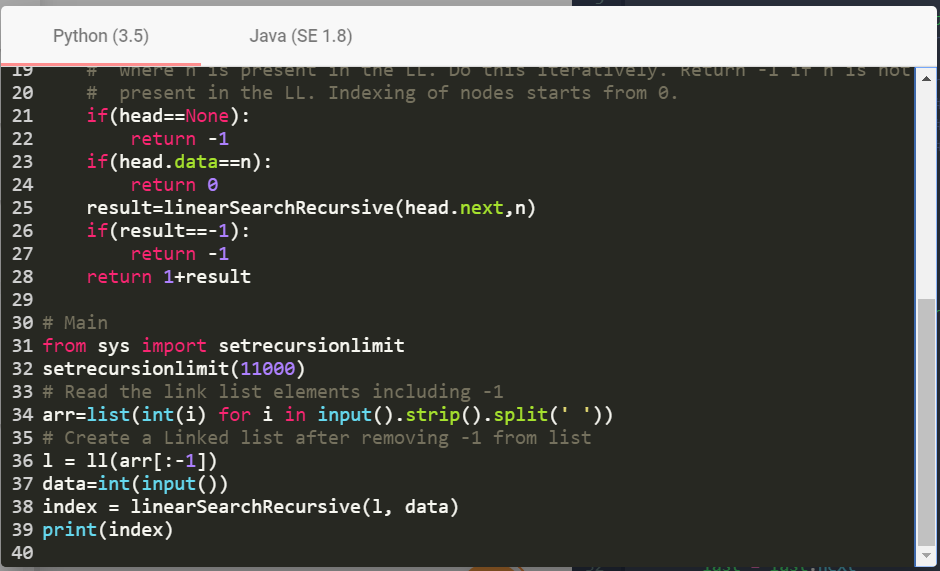 Python (3.5) Java (SE 1.8)
19 # where n is present in the LL. Do this iteratively. Return -1 if n is not
20 # present in the LL. Indexing of nodes starts from 0.
21 if(head==None):
22 return -1
23 if(head.data==n):
24 return 0
25 result=linearSearchRecursive(head.next,n)
26 if(result==-1):
27 return -1
28 return 1+result
29
30 # Main
31 from sys import setrecursionlimit
32 setrecursionlimit(11000)
33 # Read the link list elements including -1
34 arr=list(int(i) for i in input().strip().split(' '))
35 # Create a Linked list after removing -1 from list
36 l = ll(arr[:-1])
37 data=int(input())
38 index = linearSearchRecursive(l, data)
39 print(index)
40